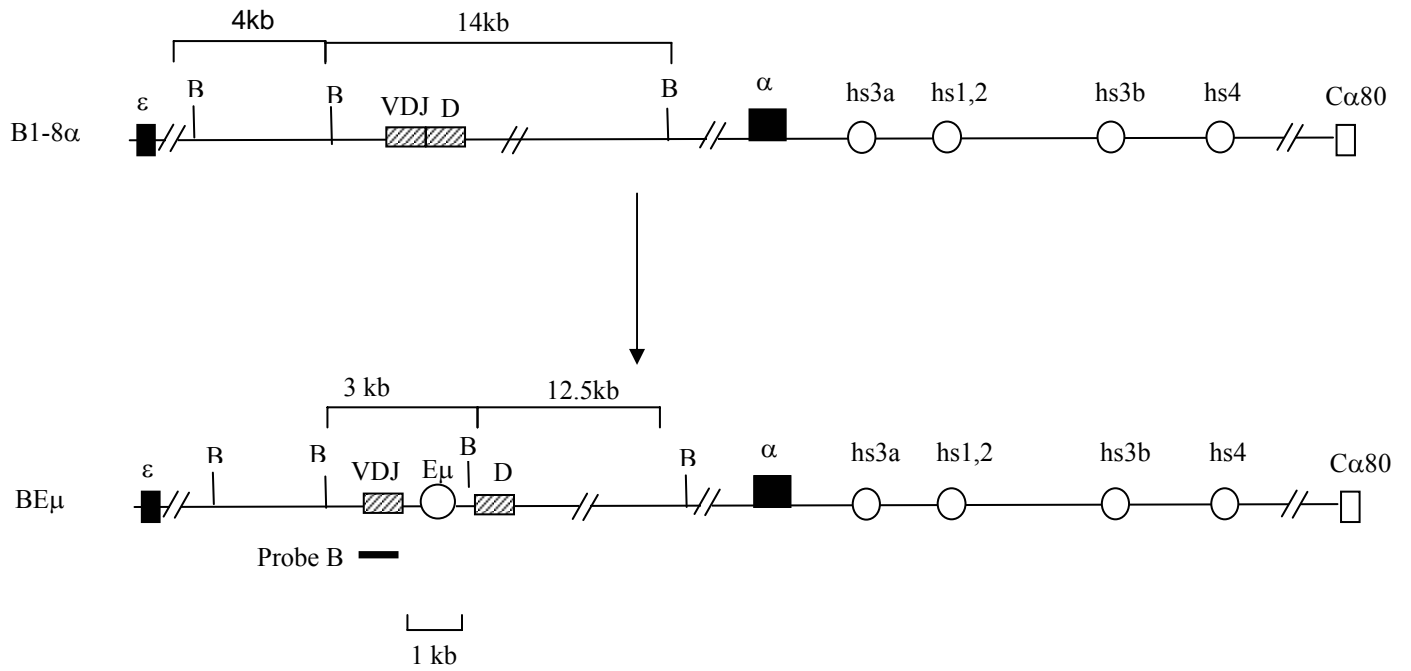 4kb 14kb
ε B B VDJ D B α hs3a hs1,2 hs3b hs4 Cα80
B1-8α
3 kb 12.5kb
ε B B VDJ Eμ B D B α hs3a hs1,2 hs3b hs4 Cα80
BEμ
Probe B
1 kb